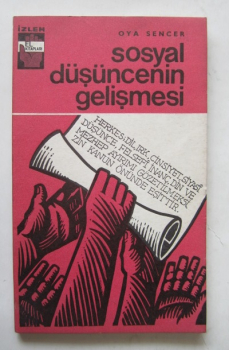 İZLEM
OYA SENCER
sosyal
düşüncenin
gelişmesi
HERKES; DİL, IRK, CİNSİYET, SİYASİ
DÜŞÜNCE, FELSEFİ İNANÇ, DİN VE
MEZHEP AYIRIMI GÖZETİLMEKSİ
ZİN KANUN ÖNÜNDE EŞİTTİR.